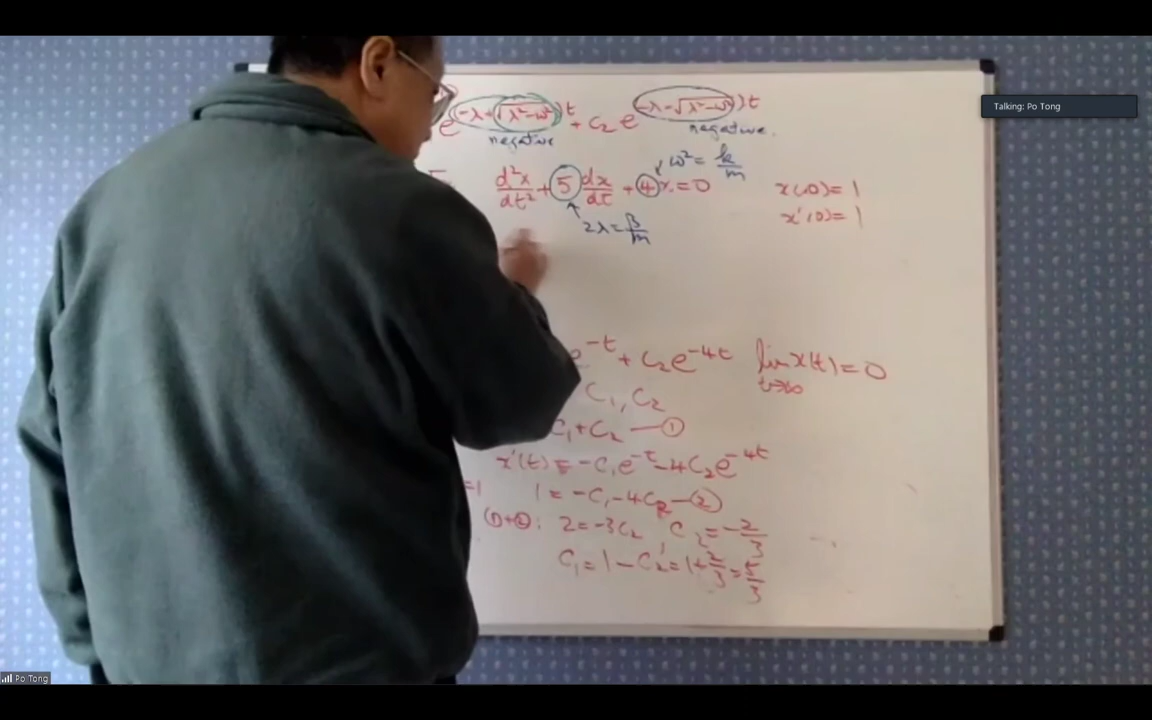 e^(-λ+√(λ²-ω²))t + C₂ e^(-λ-√(λ²-ω²))t
negative negative.
d²x/dt² + 5 dx/dt + 4x = 0 ω² = k/m x(0) = 1
2λ = β/m x'(0) = 1
e^-t + C₂e^-4t lim x(t) = 0
t→∞
C₁, C₂
C₁ + C₂ — ①
x'(t) = -C₁e^-t - 4C₂e^-4t
=1 1 = -C₁ - 4C₂ — ②
①+②: 2 = -3C₂ C₂ = -2/3
C₁ = 1 - C₂ = 1 + 2/3 = 5/3
Talking: Po Tong
Po Tong